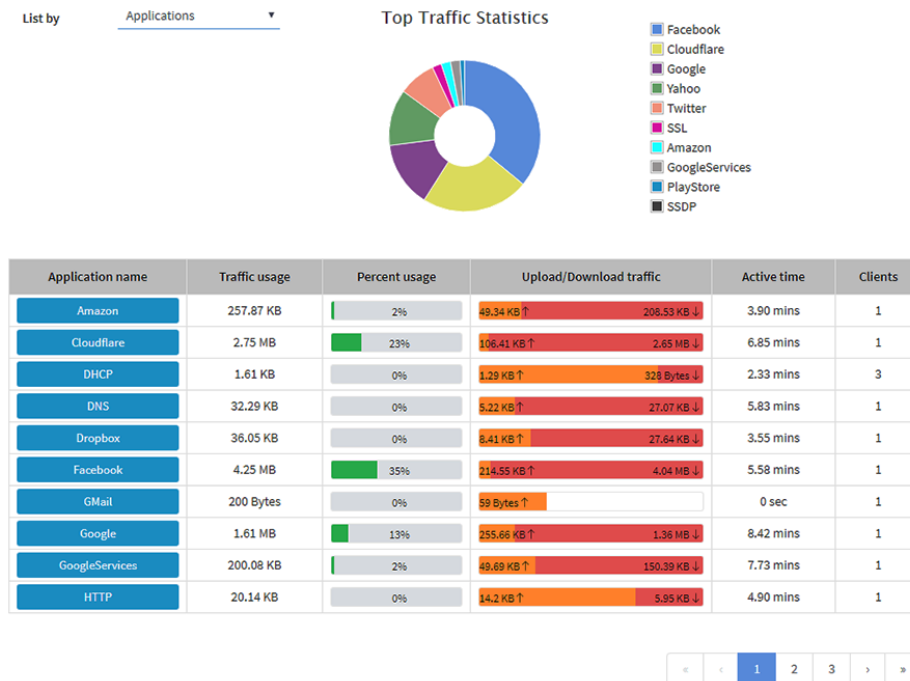 List by
Applications ▼
Top Traffic Statistics
Facebook
Cloudflare
Google
Yahoo
Twitter
SSL
Amazon
GoogleServices
PlayStore
SSDP
Application name Traffic usage Percent usage Upload/Download traffic Active time Clients
Amazon 257.87 KB 2% 49.34 KB↑ 208.53 KB↓ 3.90 mins 1
Cloudflare 2.75 MB 23% 106.41 KB↑ 2.65 MB↓ 6.85 mins 1
DHCP 1.61 KB 0% 1.29 KB↑ 328 Bytes↓ 2.33 mins 3
DNS 32.29 KB 0% 5.22 KB↑ 27.07 KB↓ 5.83 mins 1
Dropbox 36.05 KB 0% 8.41 KB↑ 27.64 KB↓ 3.55 mins 1
Facebook 4.25 MB 35% 214.55 KB↑ 4.04 MB↓ 5.58 mins 1
GMail 200 Bytes 0% 59 Bytes↑ 0 sec 1
Google 1.61 MB 13% 255.66 KB↑ 1.36 MB↓ 8.42 mins 1
GoogleServices 200.08 KB 2% 49.69 KB↑ 150.39 KB↓ 7.73 mins 1
HTTP 20.14 KB 0% 14.2 KB↑ 5.95 KB↓ 4.90 mins 1
« ‹ 1 2 3 › »